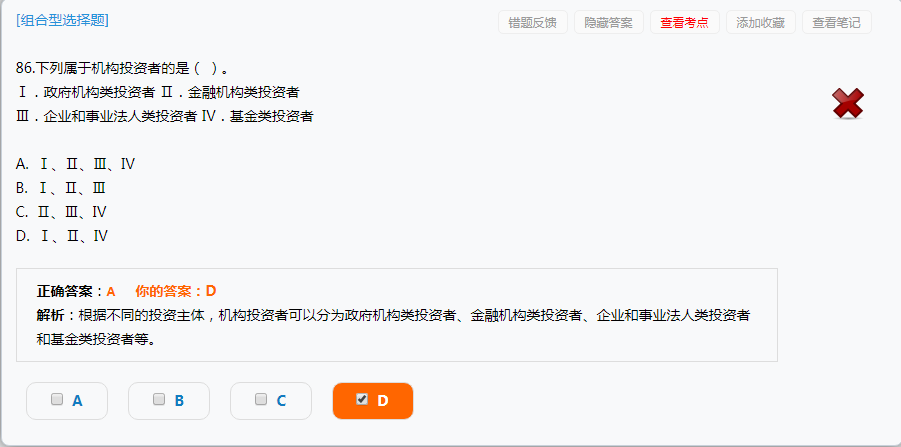 [组合型选择题]
错题反馈 隐藏答案 查看考点 添加收藏 查看笔记
86.下列属于机构投资者的是（ ）。
Ⅰ．政府机构类投资者 Ⅱ．金融机构类投资者
Ⅲ．企业和事业法人类投资者 Ⅳ．基金类投资者
A. Ⅰ、Ⅱ、Ⅲ、Ⅳ
B. Ⅰ、Ⅱ、Ⅲ
C. Ⅱ、Ⅲ、Ⅳ
D. Ⅰ、Ⅱ、Ⅳ
正确答案：A 你的答案：D
解析：根据不同的投资主体，机构投资者可以分为政府机构类投资者、金融机构类投资者、企业和事业法人类投资者
和基金类投资者等。
A B C D